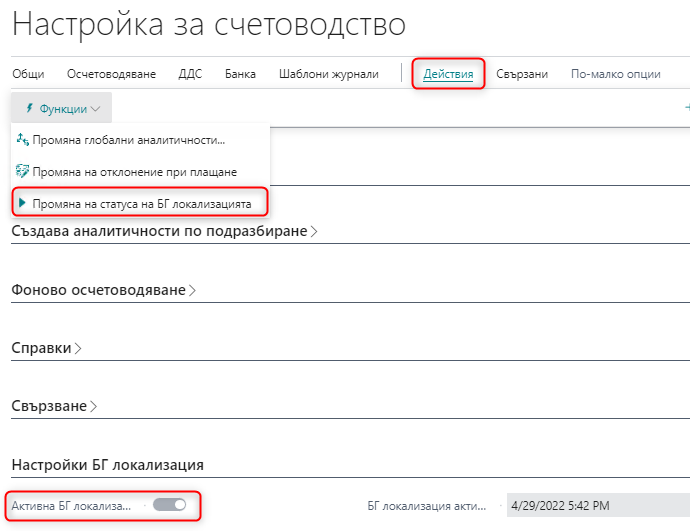 Настройка за счетоводство
Общи Осчетоводяване ДДС Банка Шаблони журнали Действия Свързани По-малко опции
Функции
Промяна глобални аналитичности...
Промяна на отклонение при плащане
Промяна на статуса на БГ локализацията
Създава аналитичности по подразбиране
Фоново осчетоводяване
Справки
Свързване
Настройки БГ локализация
Активна БГ локализа... БГ локализация акти... 4/29/2022 5:42 PM